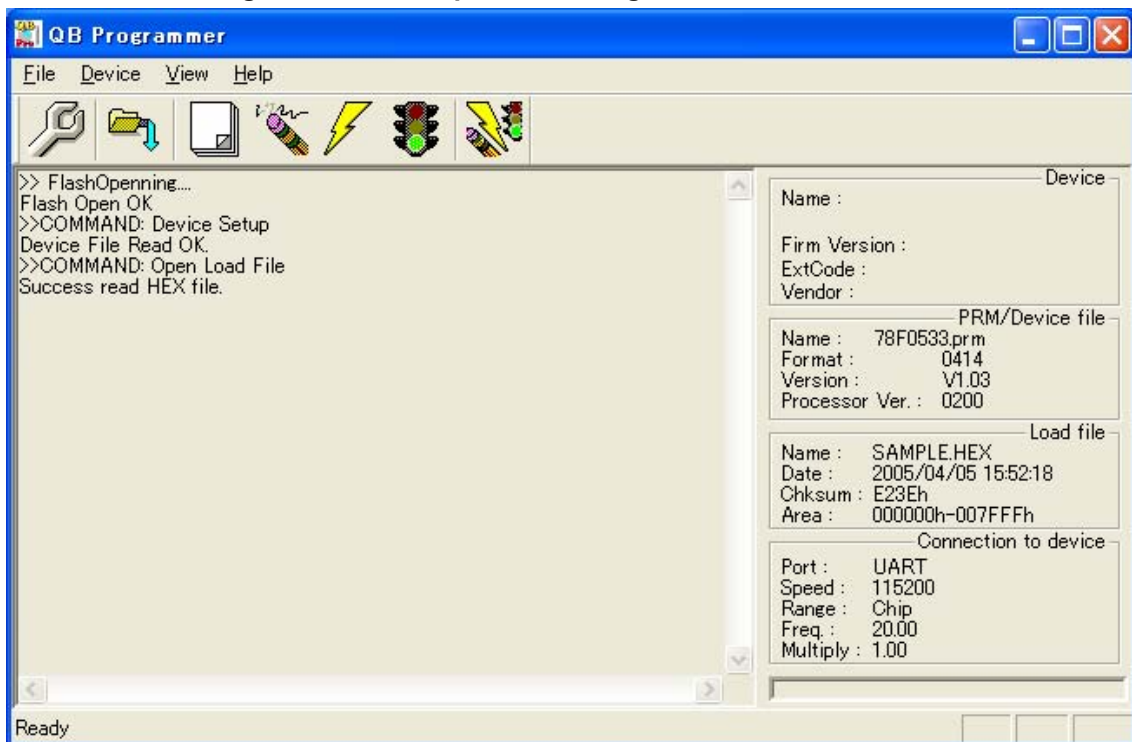 QB Programmer
File Device View Help
>> FlashOpenning....
Flash Open OK
>>COMMAND: Device Setup
Device File Read OK.
>>COMMAND: Open Load File
Success read HEX file.
Device
Name :
Firm Version :
ExtCode :
Vendor :
PRM/Device file
Name : 78F0533.prm
Format : 0414
Version : V1.03
Processor Ver. : 0200
Load file
Name : SAMPLE.HEX
Date : 2005/04/05 15:52:18
Chksum : E23Eh
Area : 000000h-007FFFh
Connection to device
Port : UART
Speed : 115200
Range : Chip
Freq. : 20.00
Multiply : 1.00
Ready